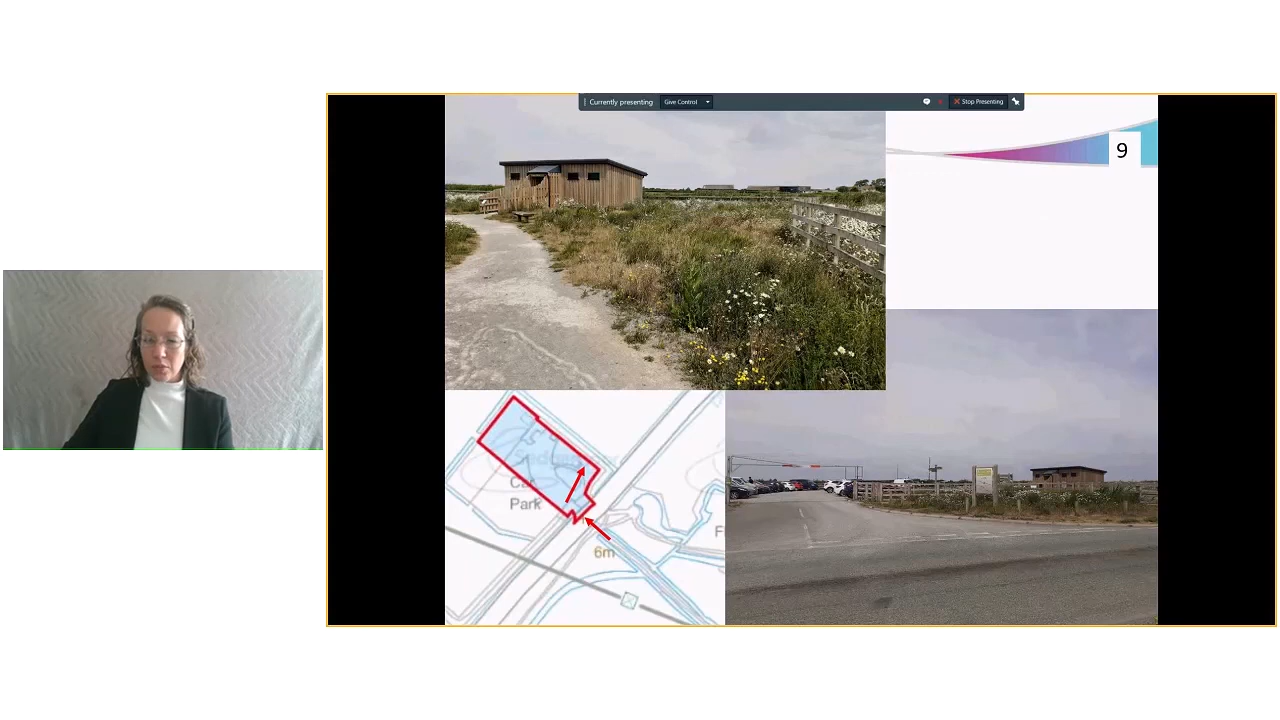 Currently presenting
Give Control
Stop Presenting
9
Car
Park
6m